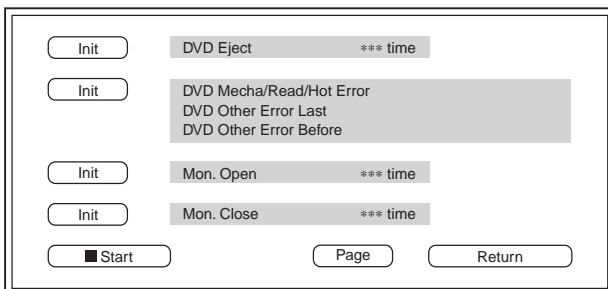 Init DVD Eject *** time
Init DVD Mecha/Read/Hot Error
DVD Other Error Last
DVD Other Error Before
Init Mon. Open *** time
Init Mon. Close *** time
■ Start Page Return